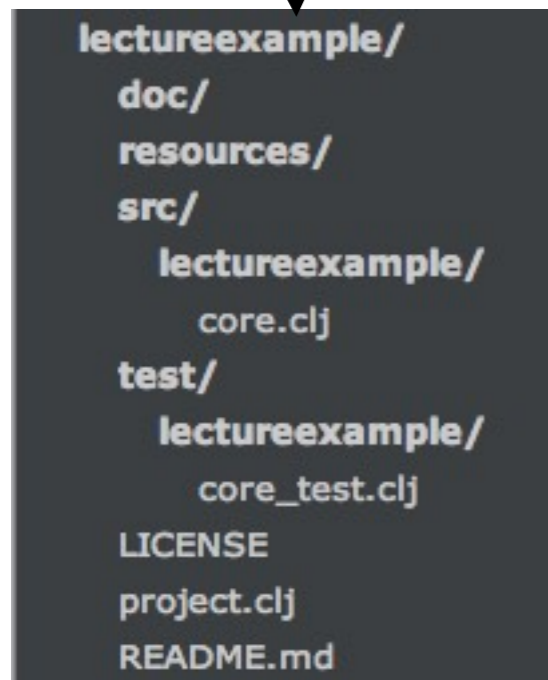 lectureexample/
doc/
resources/
src/
lectureexample/
core.clj
test/
lectureexample/
core_test.clj
LICENSE
project.clj
README.md